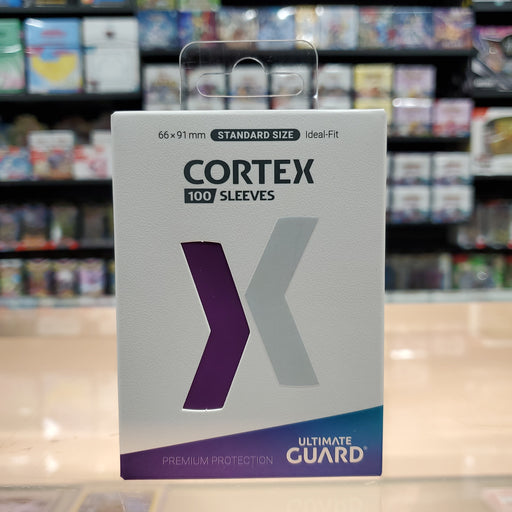 66×91mm STANDARD SIZE Ideal-Fit
CORTEX
100 SLEEVES
PREMIUM PROTECTION
ULTIMATE
GUARD®